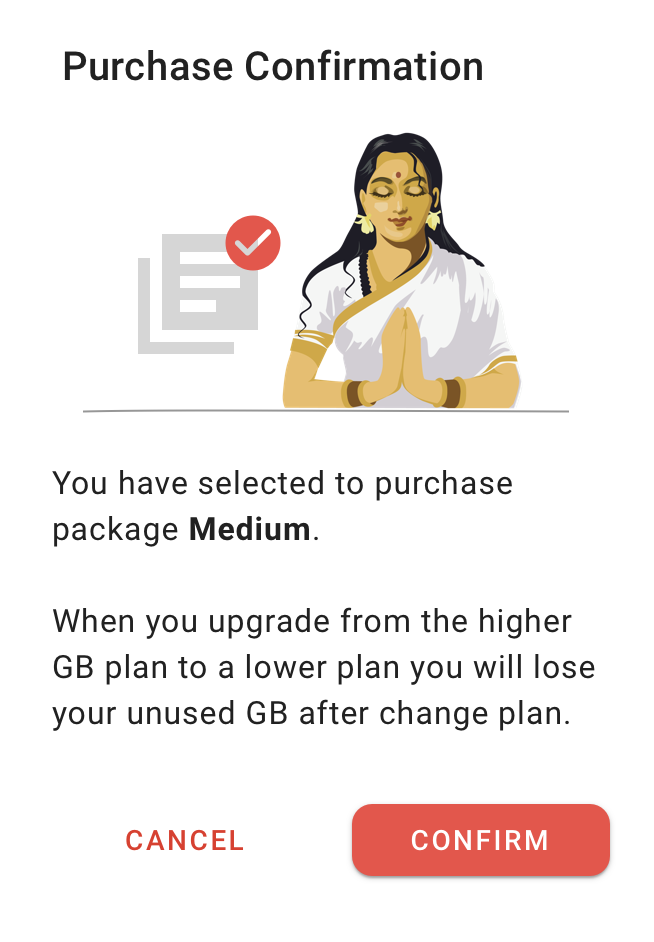 Purchase Confirmation
You have selected to purchase
package Medium.
When you upgrade from the higher
GB plan to a lower plan you will lose
your unused GB after change plan.
CANCEL
CONFIRM